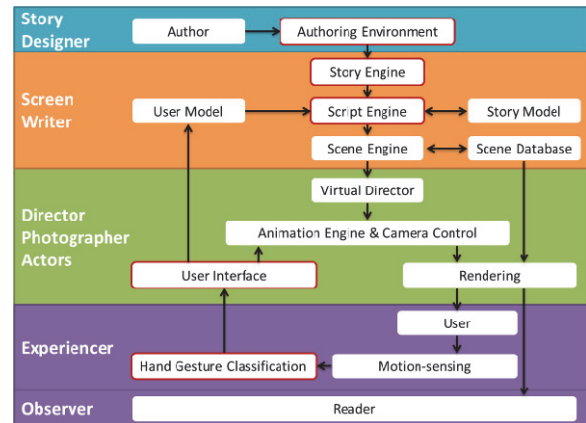 Story
Designer
Author
Authoring Environment
Story Engine
Screen
Writer
User Model
Script Engine
Story Model
Scene Engine
Scene Database
Virtual Director
Director
Photographer
Actors
Animation Engine & Camera Control
User Interface
Rendering
User
Experiencer
Hand Gesture Classification
Motion-sensing
Observer
Reader